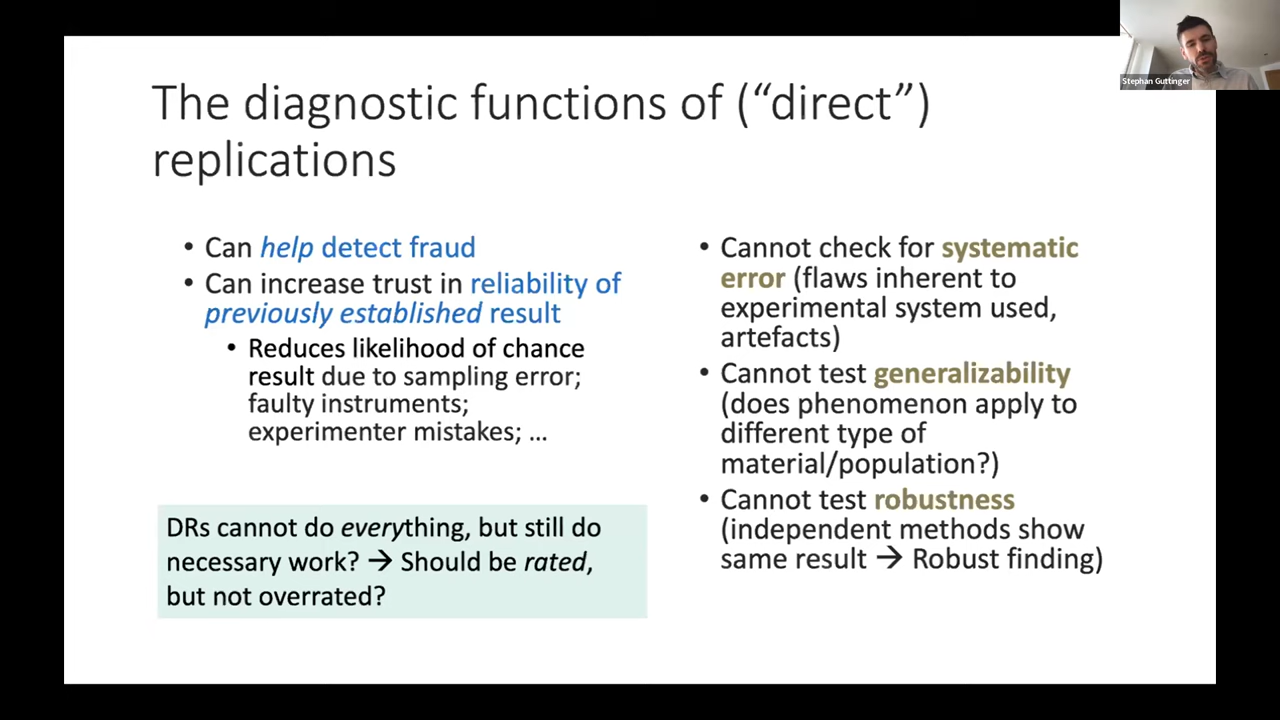 The diagnostic functions of (“direct”)
replications
• Can help detect fraud
• Can increase trust in reliability of
previously established result
• Reduces likelihood of chance
result due to sampling error;
faulty instruments;
experimenter mistakes; …
DRs cannot do everything, but still do
necessary work? → Should be rated,
but not overrated?
• Cannot check for systematic
error (flaws inherent to
experimental system used,
artefacts)
• Cannot test generalizability
(does phenomenon apply to
different type of
material/population?)
• Cannot test robustness
(independent methods show
same result → Robust finding)
Stephan Guttinger